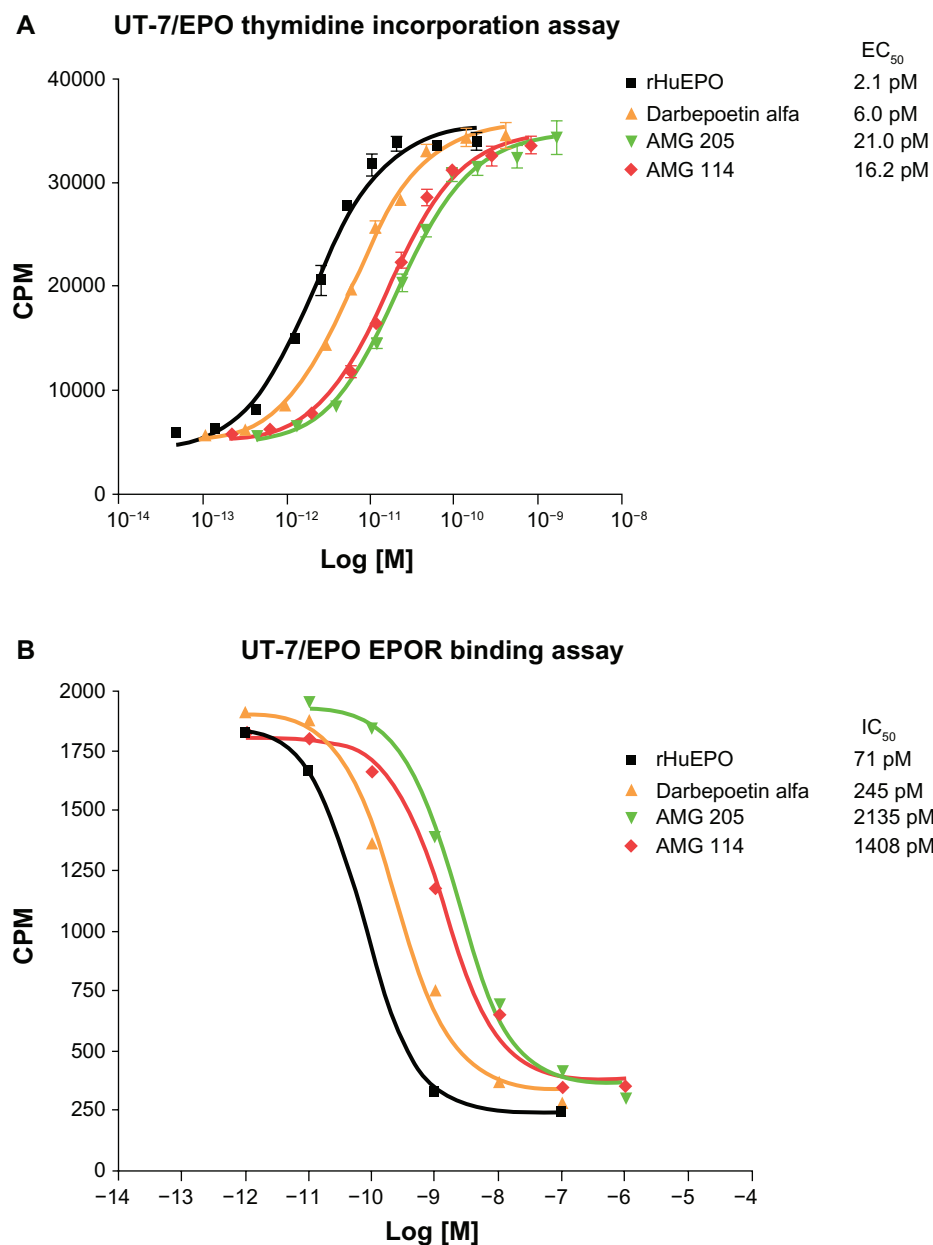 A UT-7/EPO thymidine incorporation assay
EC₅₀
rHuEPO 2.1 pM
Darbepoetin alfa 6.0 pM
AMG 205 21.0 pM
AMG 114 16.2 pM
CPM
40000
30000
20000
10000
0
10⁻¹⁴ 10⁻¹³ 10⁻¹² 10⁻¹¹ 10⁻¹⁰ 10⁻⁹ 10⁻⁸
Log [M]
B UT-7/EPO EPOR binding assay
IC₅₀
rHuEPO 71 pM
Darbepoetin alfa 245 pM
AMG 205 2135 pM
AMG 114 1408 pM
CPM
2000
1750
1500
1250
1000
750
500
250
0
−14 −13 −12 −11 −10 −9 −8 −7 −6 −5 −4
Log [M]